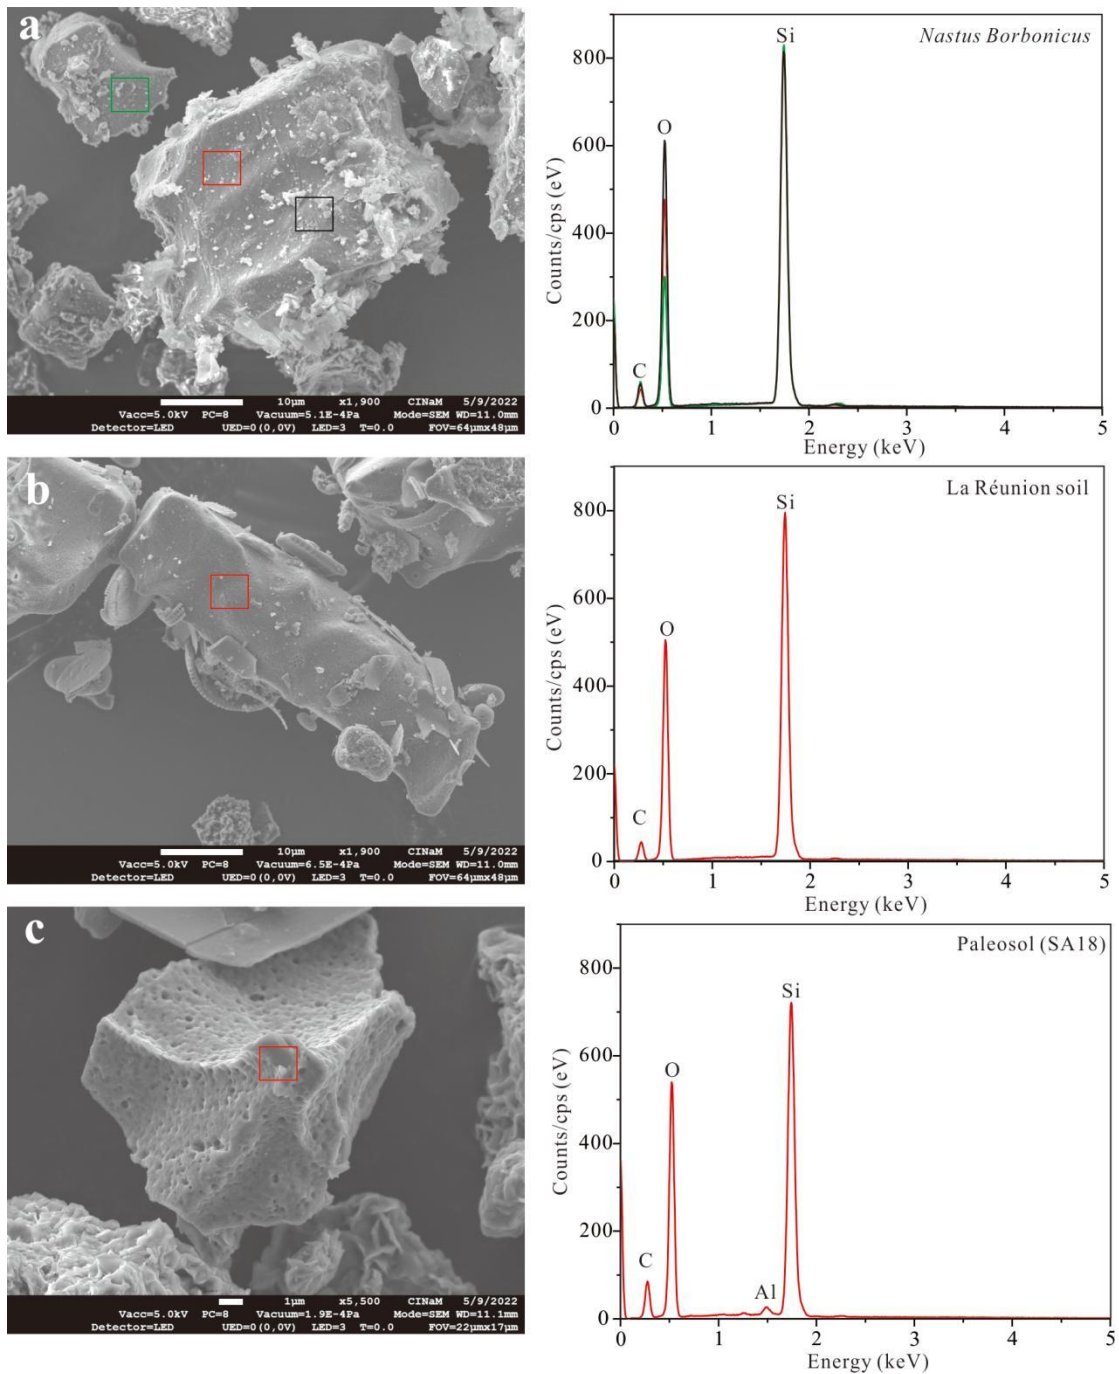 a
10μm x1,900 CINaM 5/9/2022
Vacc=5.0kV PC=8 Vacuum=5.1E-4Pa Mode=SEM WD=11.0mm
Detector=LED UED=0(0,0V) LED=3 T=0.0 FOV=64μmx48μm
Nastus Borbonicus
Counts/cps (eV)
800
600
400
200
0
C
O
Si
0 1 2 3 4 5
Energy (keV)
b
10μm x1,900 CINaM 5/9/2022
Vacc=5.0kV PC=8 Vacuum=6.5E-4Pa Mode=SEM WD=11.0mm
Detector=LED UED=0(0,0V) LED=3 T=0.0 FOV=64μmx48μm
La Réunion soil
Counts/cps (eV)
800
600
400
200
0
C
O
Si
0 1 2 3 4 5
Energy (keV)
c
1μm x5,500 CINaM 5/9/2022
Vacc=5.0kV PC=8 Vacuum=1.9E-4Pa Mode=SEM WD=11.1mm
Detector=LED UED=0(0,0V) LED=3 T=0.0 FOV=22μmx17μm
Paleosol (SA18)
Counts/cps (eV)
800
600
400
200
0
C
O
Al
Si
0 1 2 3 4 5
Energy (keV)